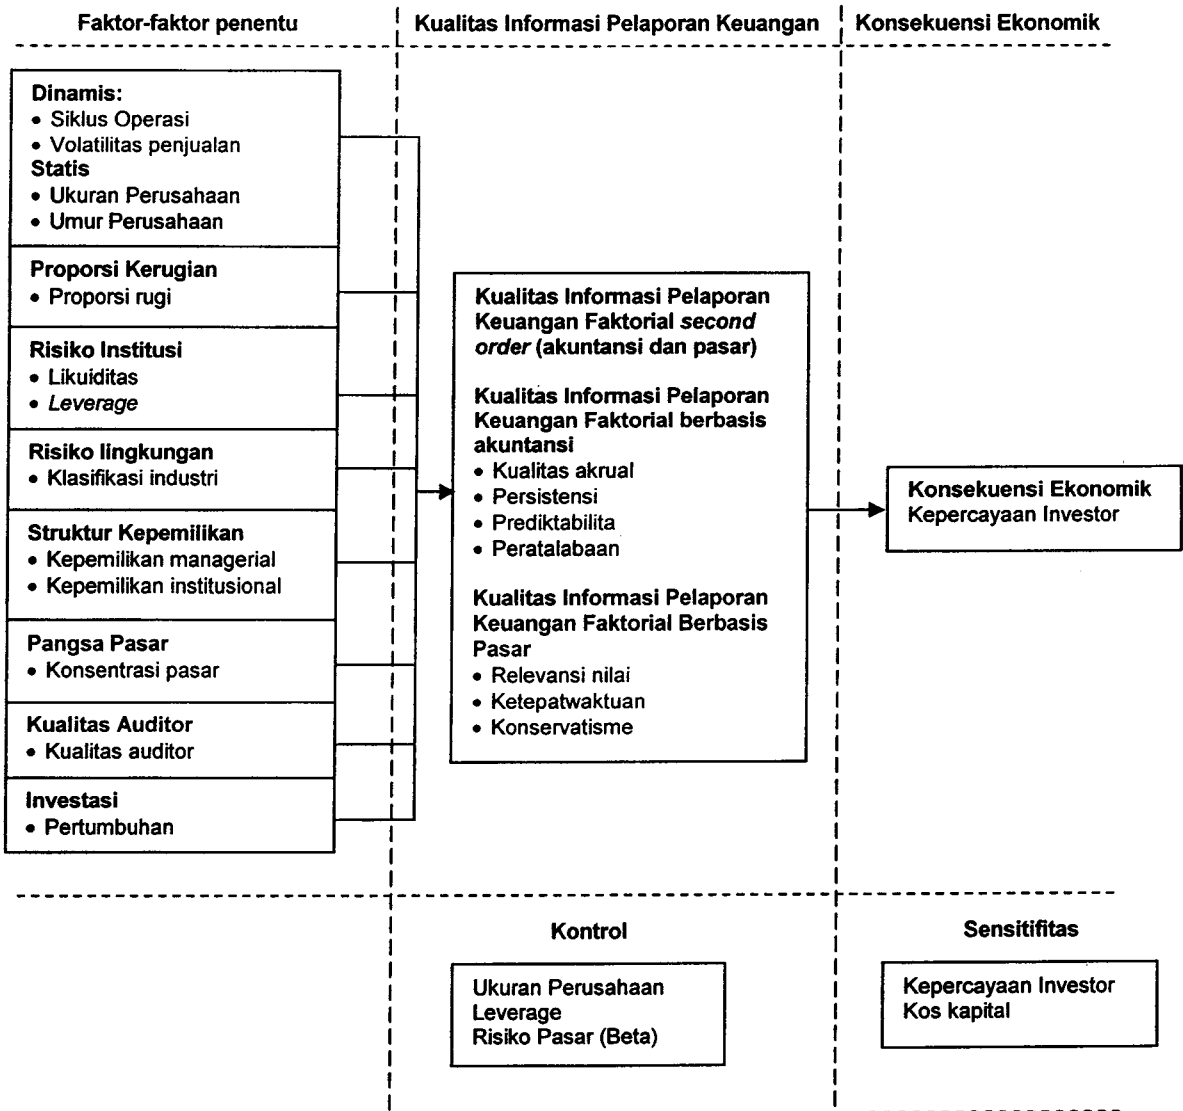 Faktor-faktor penentu
Kualitas Informasi Pelaporan Keuangan
Konsekuensi Ekonomik
Dinamis:
• Siklus Operasi
• Volatilitas penjualan
Statis
• Ukuran Perusahaan
• Umur Perusahaan
Proporsi Kerugian
• Proporsi rugi
Risiko Institusi
• Likuiditas
• Leverage
Risiko lingkungan
• Klasifikasi industri
Struktur Kepemilikan
• Kepemilikan managerial
• Kepemilikan institusional
Pangsa Pasar
• Konsentrasi pasar
Kualitas Auditor
• Kualitas auditor
Investasi
• Pertumbuhan
Kualitas Informasi Pelaporan
Keuangan Faktorial second
order (akuntansi dan pasar)
Kualitas Informasi Pelaporan
Keuangan Faktorial berbasis
akuntansi
• Kualitas akrual
• Persistensi
• Prediktabilita
• Peratalabaan
Kualitas Informasi Pelaporan
Keuangan Faktorial Berbasis
Pasar
• Relevansi nilai
• Ketepatwaktuan
• Konservatisme
Konsekuensi Ekonomik
Kepercayaan Investor
Kontrol
Ukuran Perusahaan
Leverage
Risiko Pasar (Beta)
Sensitifitas
Kepercayaan Investor
Kos kapital